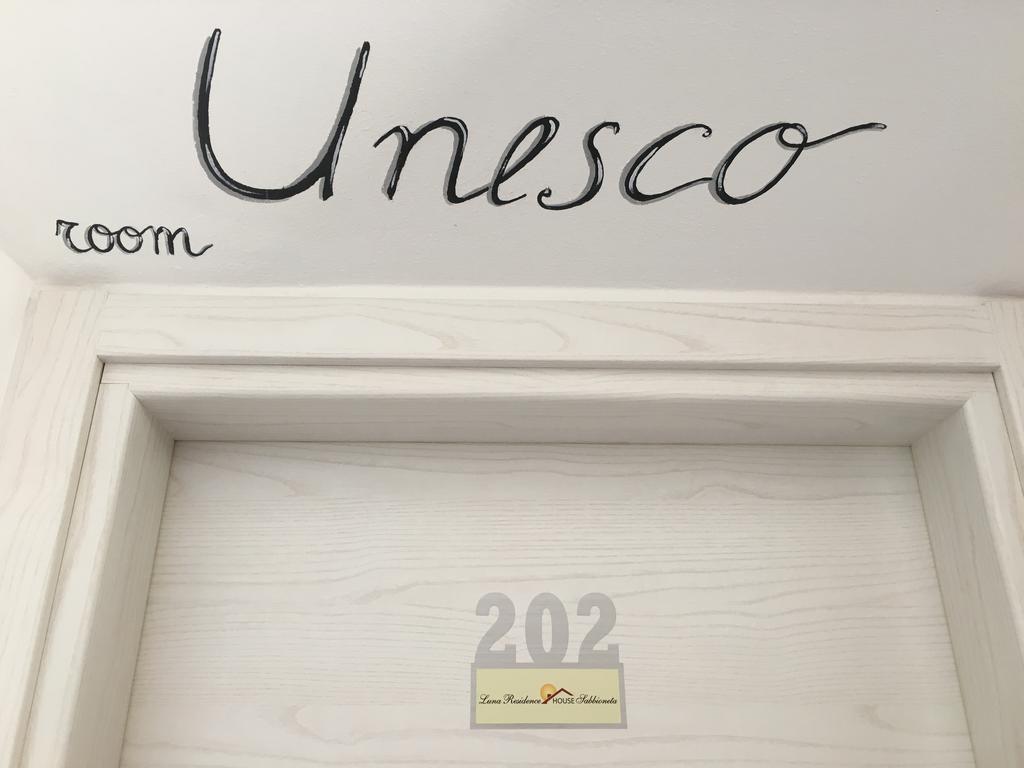 Unesco
room
202
Luna Residence HOUSE Sabbioneta